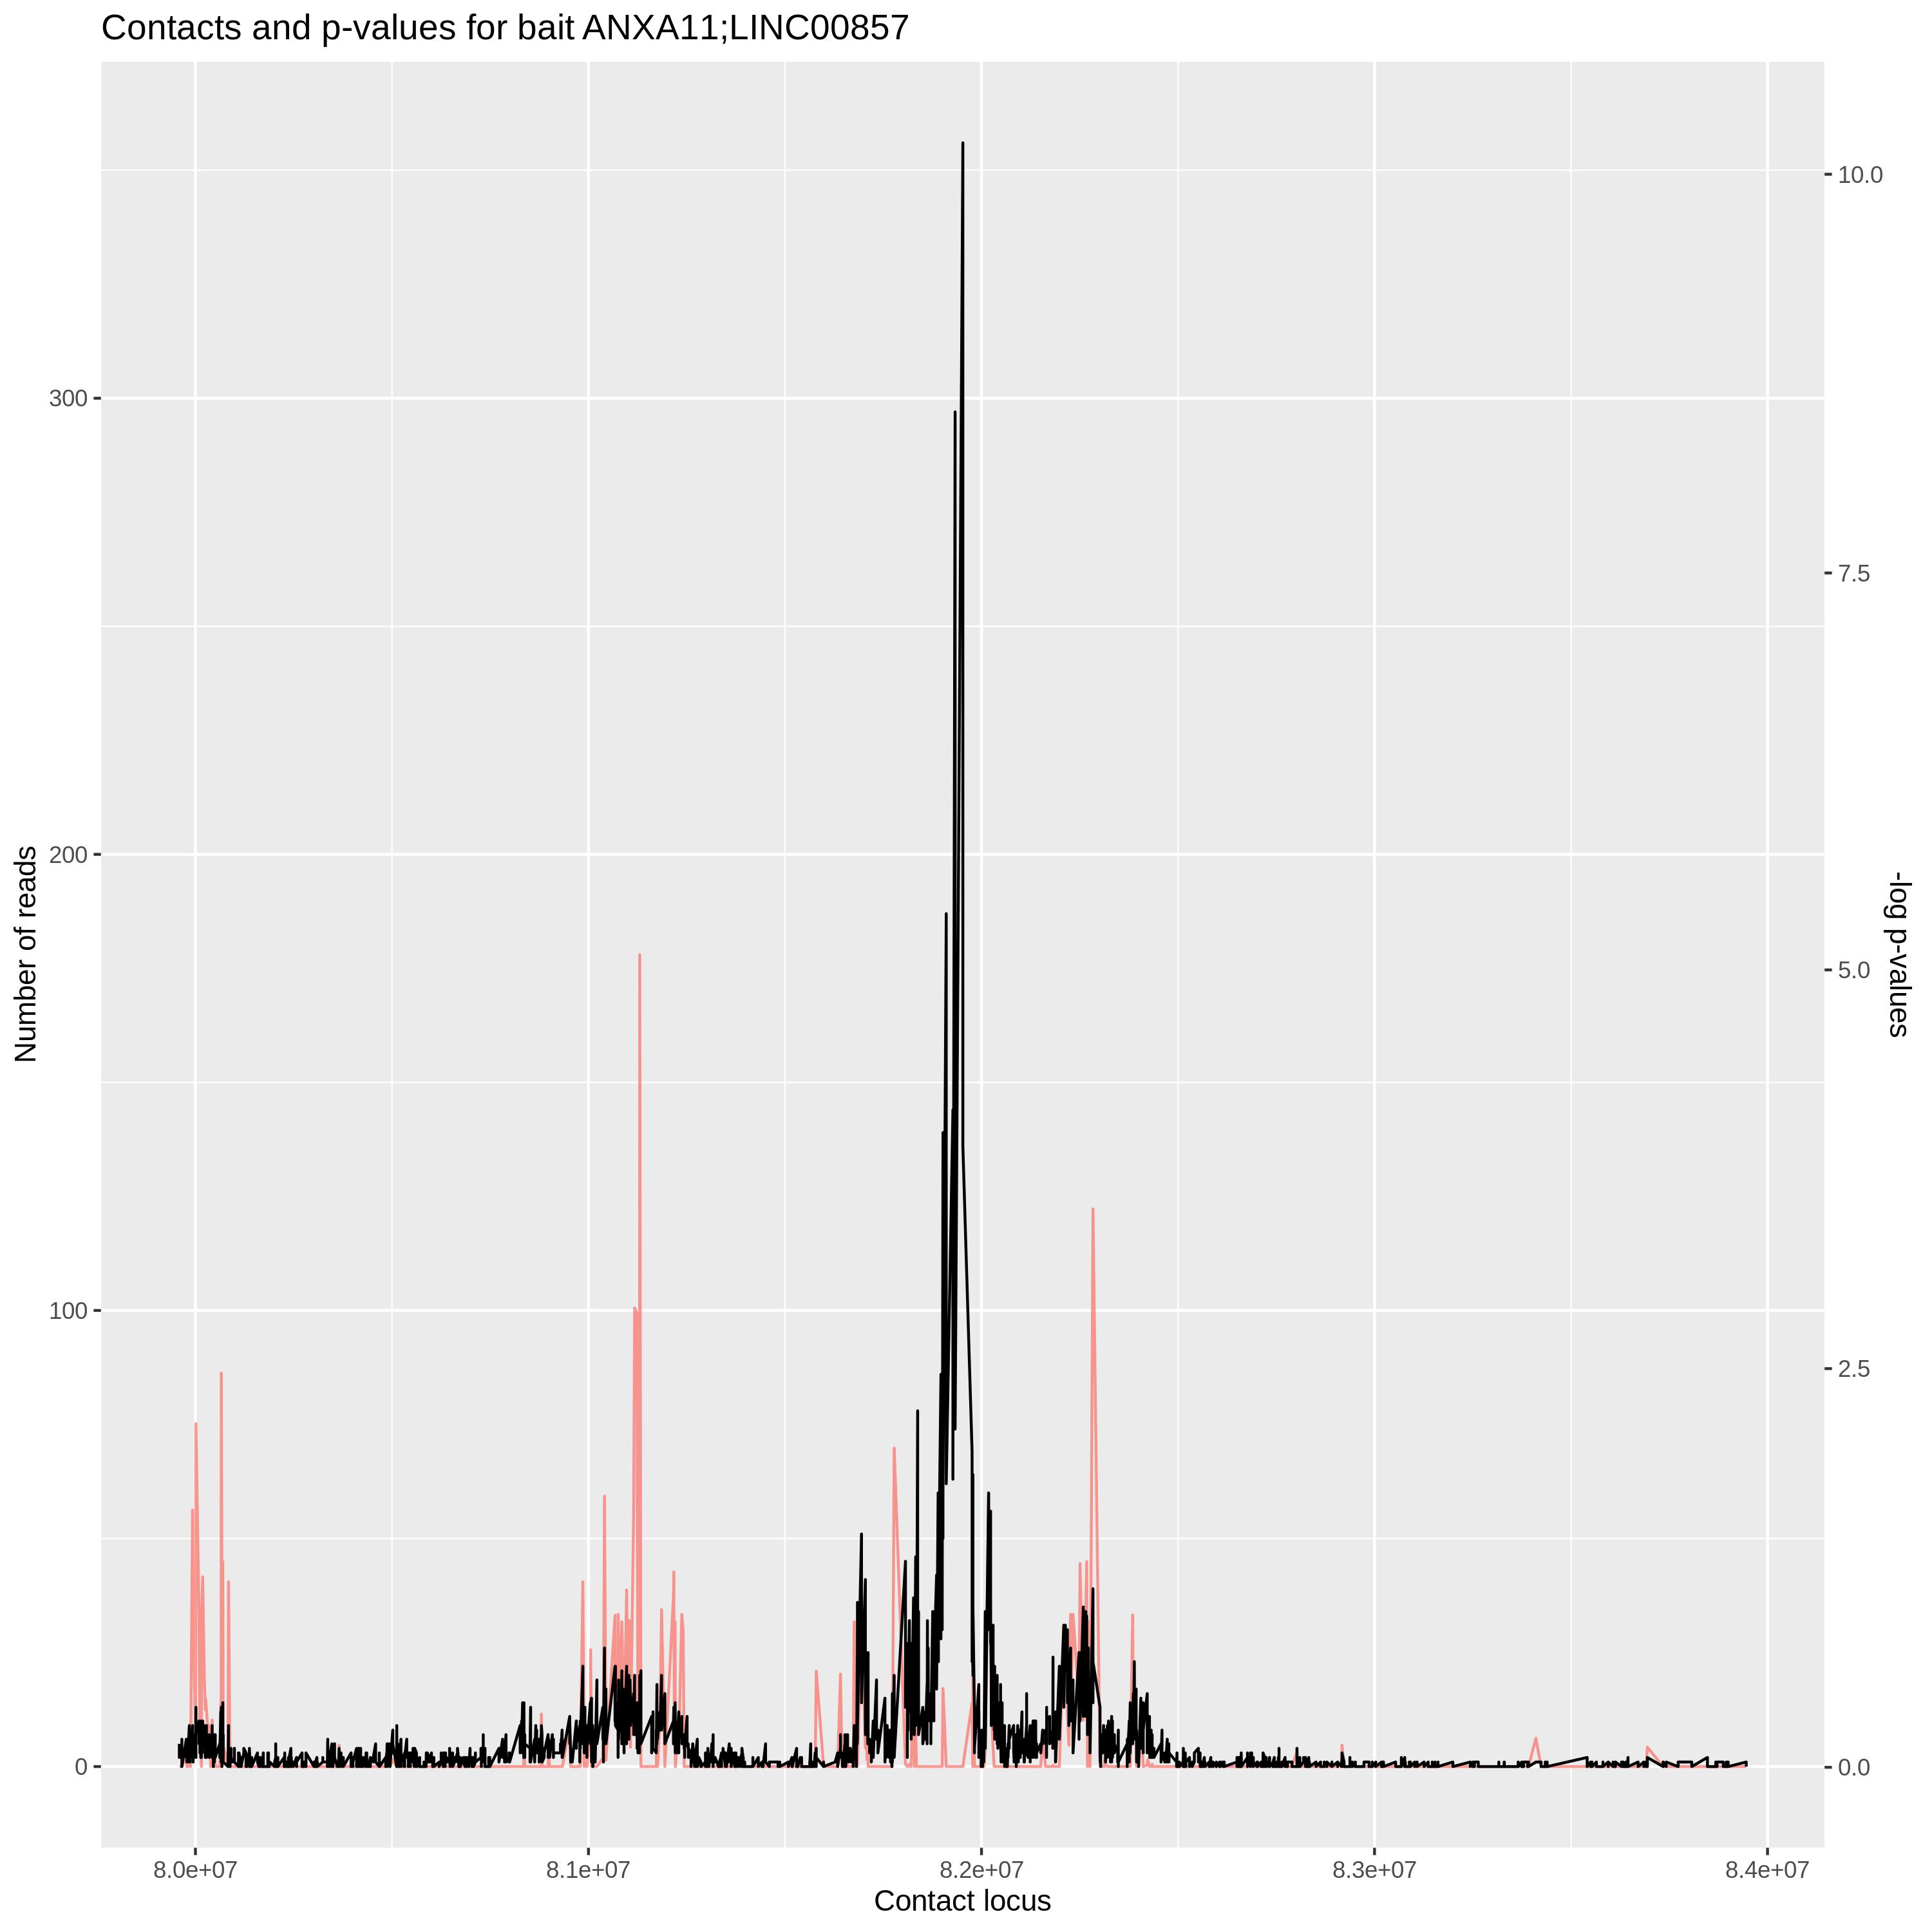 Contacts and p-values for bait ANXA11;LINC00857
Number of reads
300
200
100
0
10.0
7.5
5.0
2.5
0.0
-log p-values
8.0e+07 8.1e+07 8.2e+07 8.3e+07 8.4e+07
Contact locus